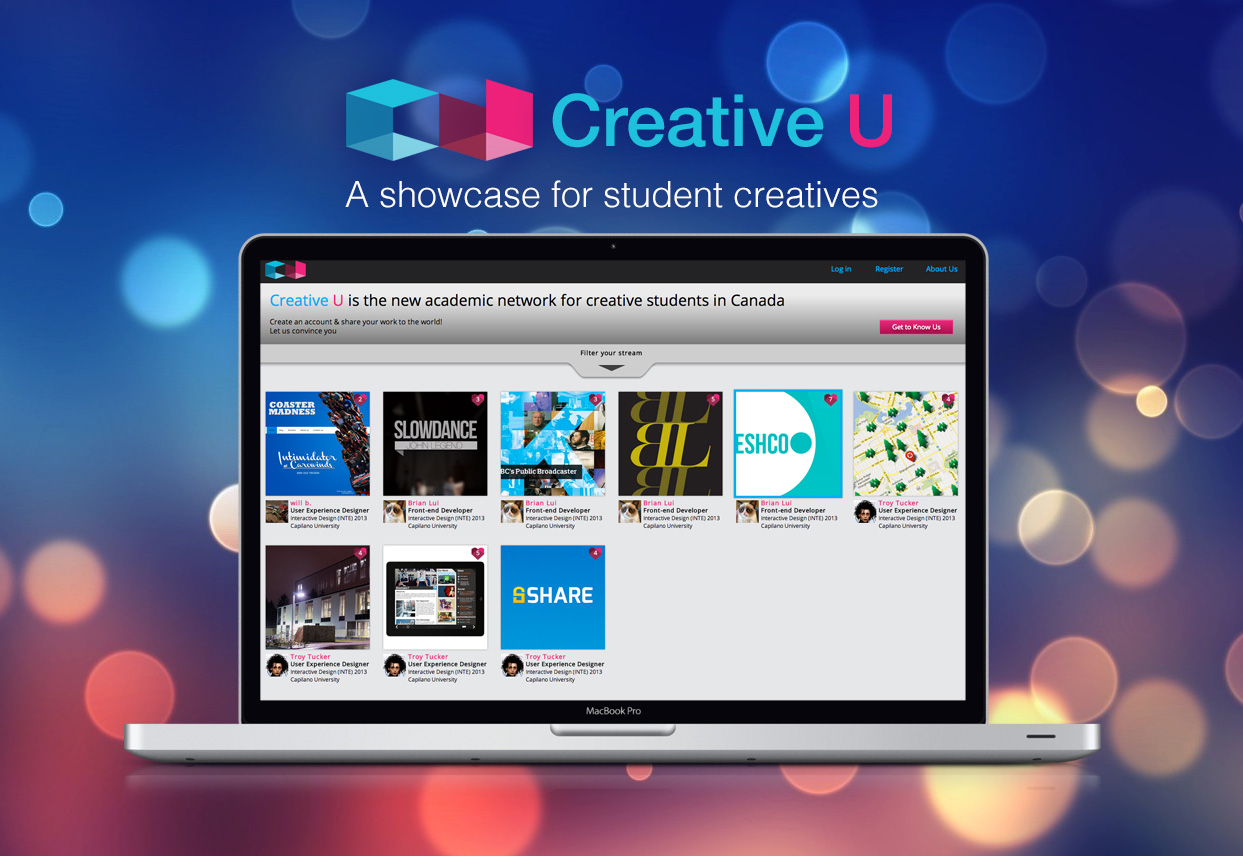 Creative U
A showcase for student creatives
Log in Register About Us
Creative U is the new academic network for creative students in Canada
Create an account & share your work to the world!
Let us convince you
Get to Know Us
Filter your stream
2
3
3
5
7
4
COASTER
MADNESS
Intimidator
at Carowinds
SLOWDANCE
JOHN LEGEND
BC's Public Broadcaster
BL
ESHCO
will b.
User Experience Designer
Interactive Design (INTE) 2013
Capilano University
Brian Lui
Front-end Developer
Interactive Design (INTE) 2013
Capilano University
Brian Lui
Front-end Developer
Interactive Design (INTE) 2013
Capilano University
Brian Lui
Front-end Developer
Interactive Design (INTE) 2013
Capilano University
Brian Lui
Front-end Developer
Interactive Design (INTE) 2013
Capilano University
Troy Tucker
User Experience Designer
Interactive Design (INTE) 2013
Capilano University
4
5
4
SHARE
Troy Tucker
User Experience Designer
Interactive Design (INTE) 2013
Capilano University
Troy Tucker
User Experience Designer
Interactive Design (INTE) 2013
Capilano University
Troy Tucker
User Experience Designer
Interactive Design (INTE) 2013
Capilano University
MacBook Pro